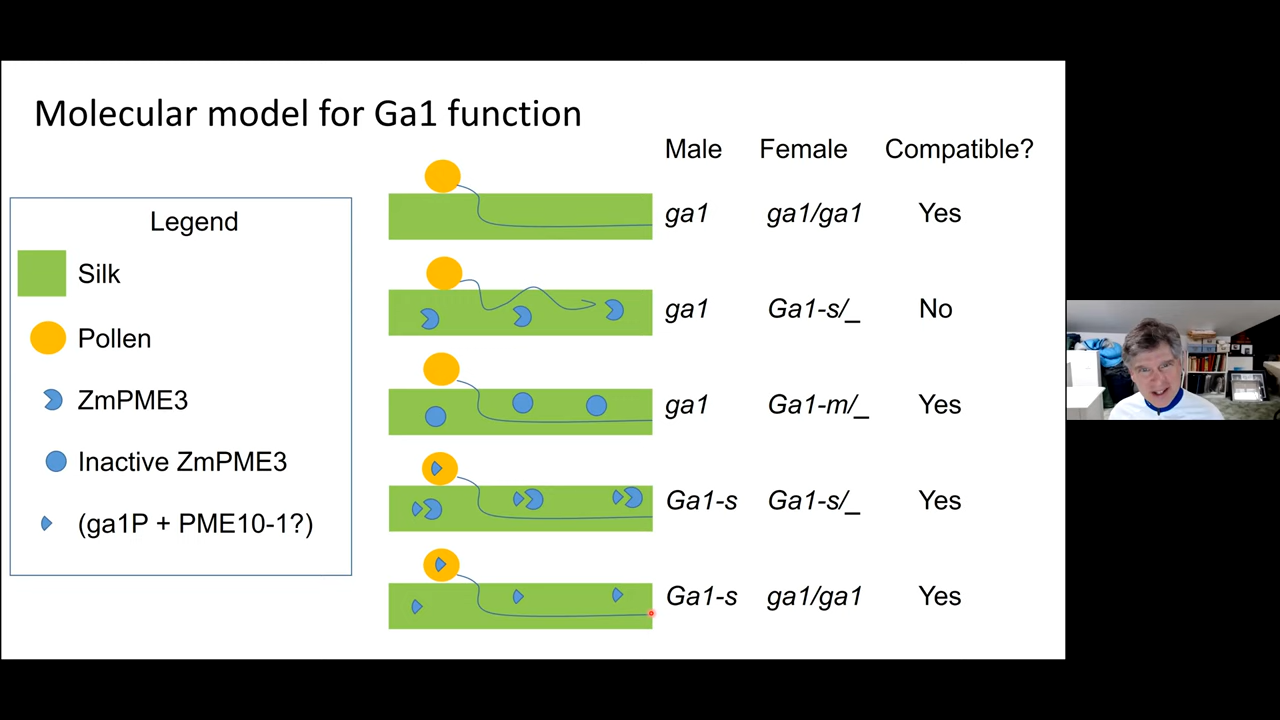 Molecular model for Ga1 function
Male Female Compatible?
Legend
Silk
Pollen
ZmPME3
Inactive ZmPME3
(ga1P + PME10-1?)
ga1 ga1/ga1 Yes
ga1 Ga1-s/_ No
ga1 Ga1-m/_ Yes
Ga1-s Ga1-s/_ Yes
Ga1-s ga1/ga1 Yes